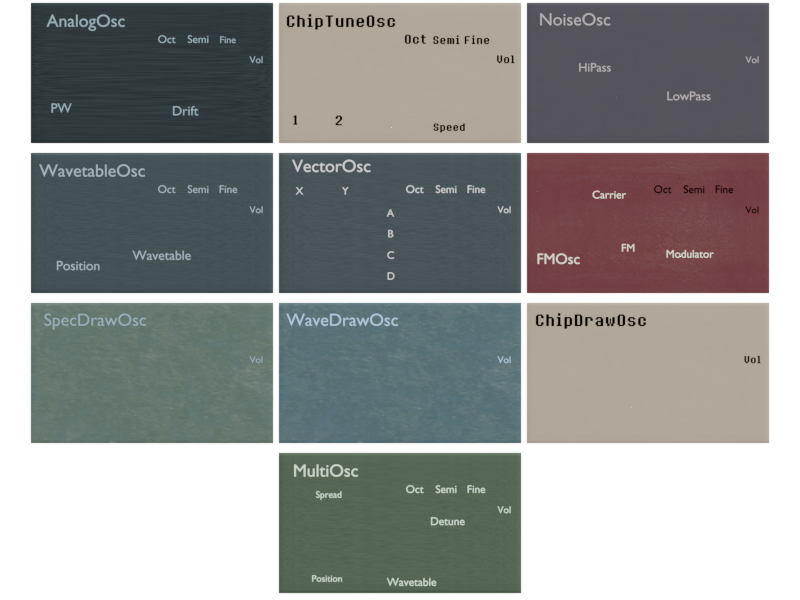 AnalogOsc
Oct Semi Fine
Vol
PW
Drift
ChipTuneOsc
Oct Semi Fine
Vol
1 2
Speed
NoiseOsc
Vol
HiPass
LowPass
WavetableOsc
Oct Semi Fine
Vol
Wavetable
Position
VectorOsc
X Y Oct Semi Fine
A Vol
B
C
D
Carrier Oct Semi Fine
Vol
FM Modulator
FMOsc
SpecDrawOsc
Vol
WaveDrawOsc
Vol
ChipDrawOsc
Vol
MultiOsc
Spread Oct Semi Fine
Vol
Detune
Position Wavetable